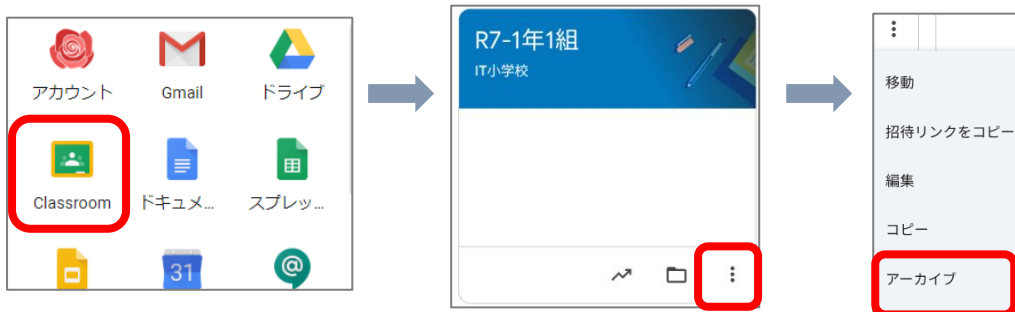 アカウント
Gmail
ドライブ
Classroom
ドキュメ...
スプレッ...
31
@
R7-1年1組
IT小学校
移動
招待リンクをコピー
編集
コピー
アーカイブ